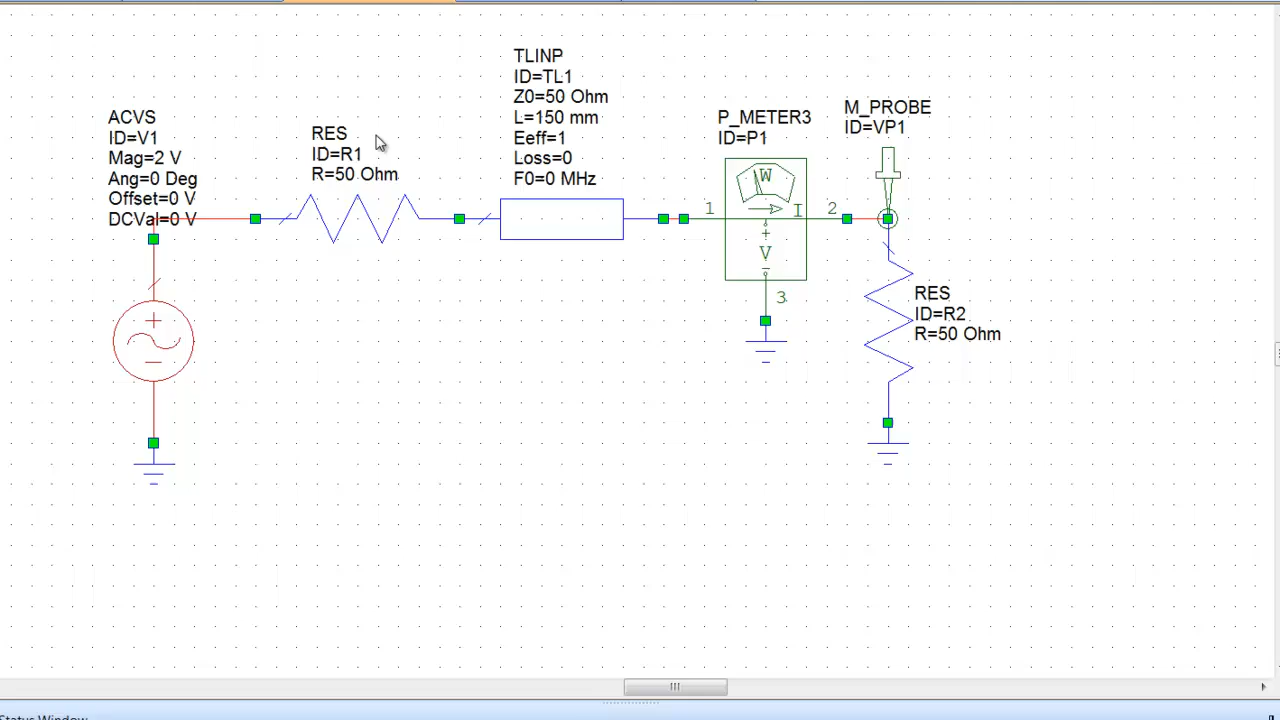 TLINP
ID=TL1
Z0=50 Ohm
L=150 mm
Eeff=1
Loss=0
F0=0 MHz
ACVS
ID=V1
Mag=2 V
Ang=0 Deg
Offset=0 V
DCVal=0 V
RES
ID=R1
R=50 Ohm
P_METER3
ID=P1
M_PROBE
ID=VP1
W
1
I
2
+
V
3
RES
ID=R2
R=50 Ohm
Status Window